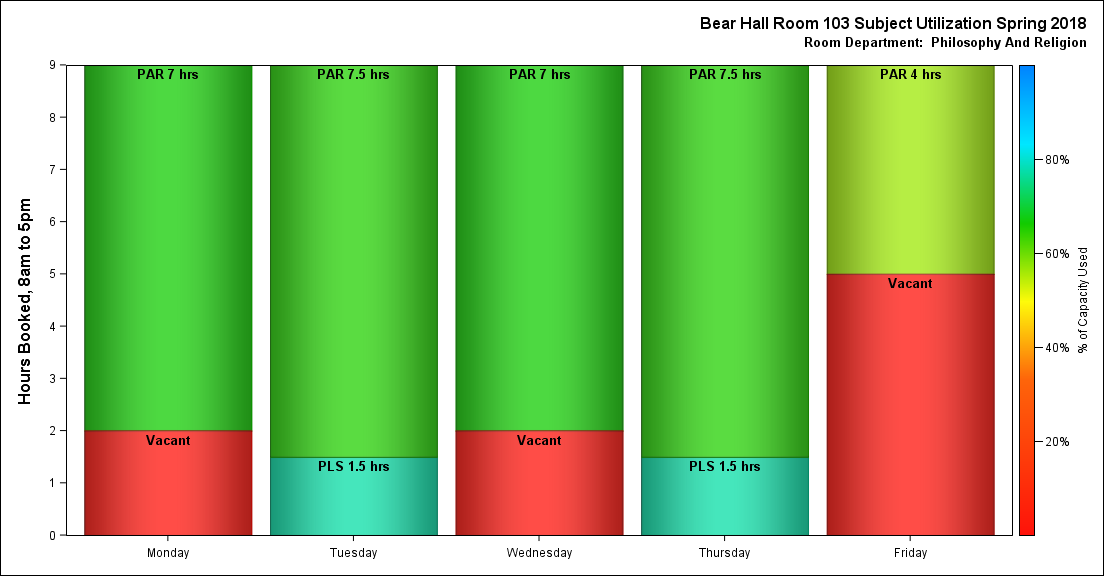 Bear Hall Room 103 Subject Utilization Spring 2018
Room Department:  Philosophy And Religion
Hours Booked, 8am to 5pm
9
8
7
6
5
4
3
2
1
0
PAR 7 hrs
Vacant
PAR 7.5 hrs
PLS 1.5 hrs
PAR 7 hrs
Vacant
PAR 7.5 hrs
PLS 1.5 hrs
PAR 4 hrs
Vacant
Monday
Tuesday
Wednesday
Thursday
Friday
80%
60%
40%
20%
% of Capacity Used